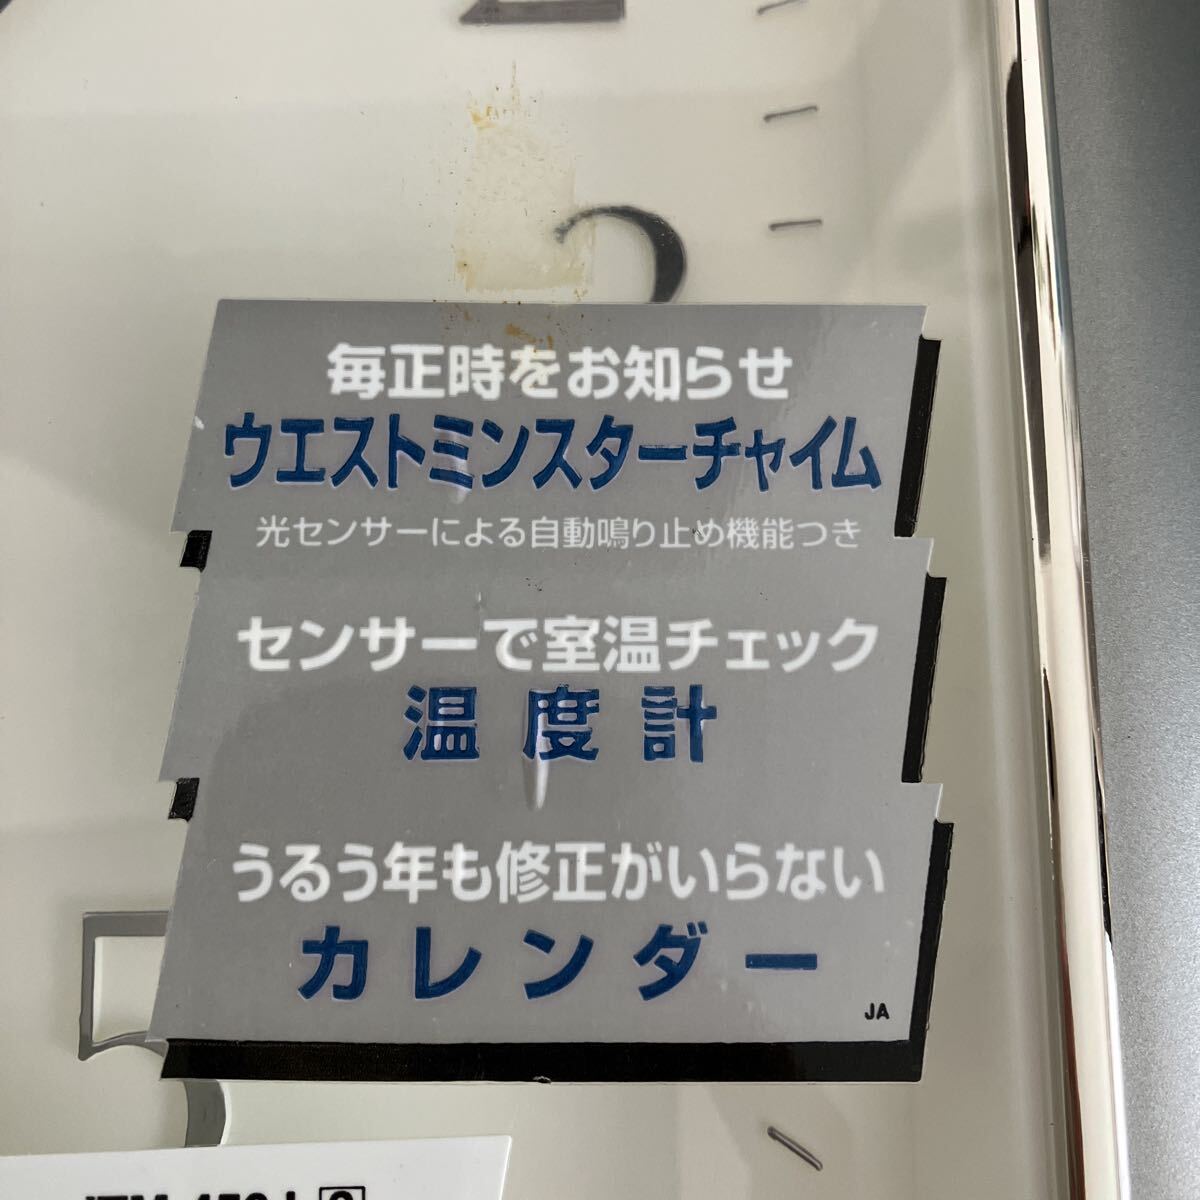 毎正時をお知らせ
ウエストミンスターチャイム
光センサーによる自動鳴り止め機能つき
センサーで室温チェック
温度計
うるう年も修正がいらない
カレンダー
JA